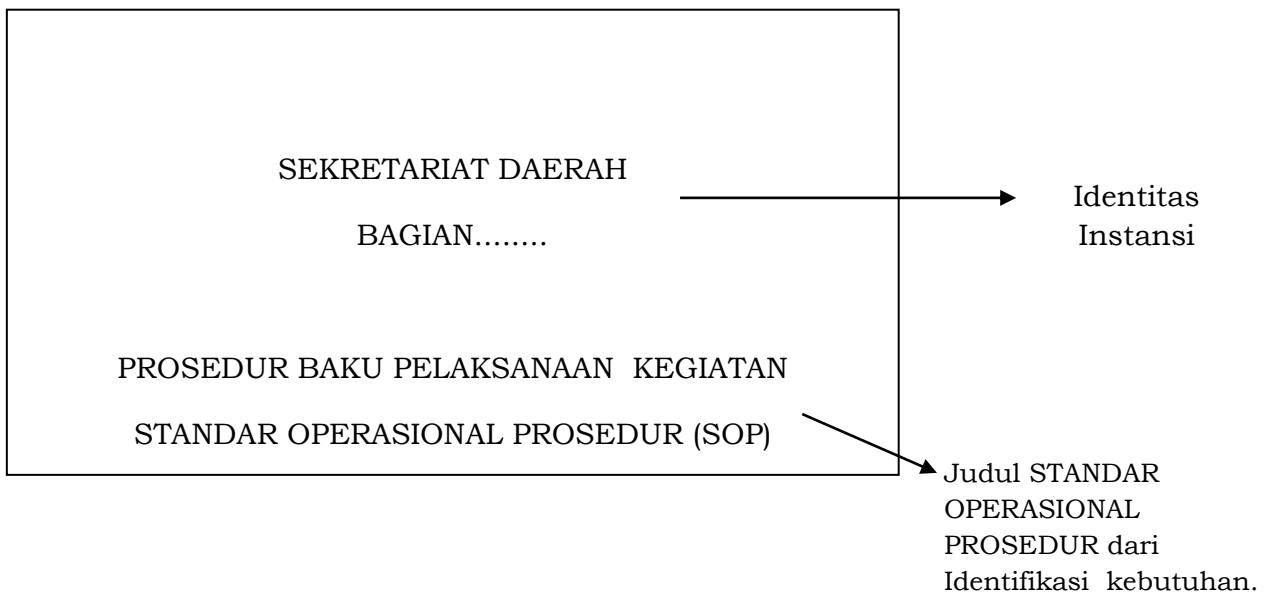 SEKRETARIAT DAERAH
BAGIAN........
Identitas
Instansi
PROSEDUR BAKU PELAKSANAAN KEGIATAN
STANDAR OPERASIONAL PROSEDUR (SOP)
Judul STANDAR
OPERASIONAL
PROSEDUR dari
Identifikasi kebutuhan.